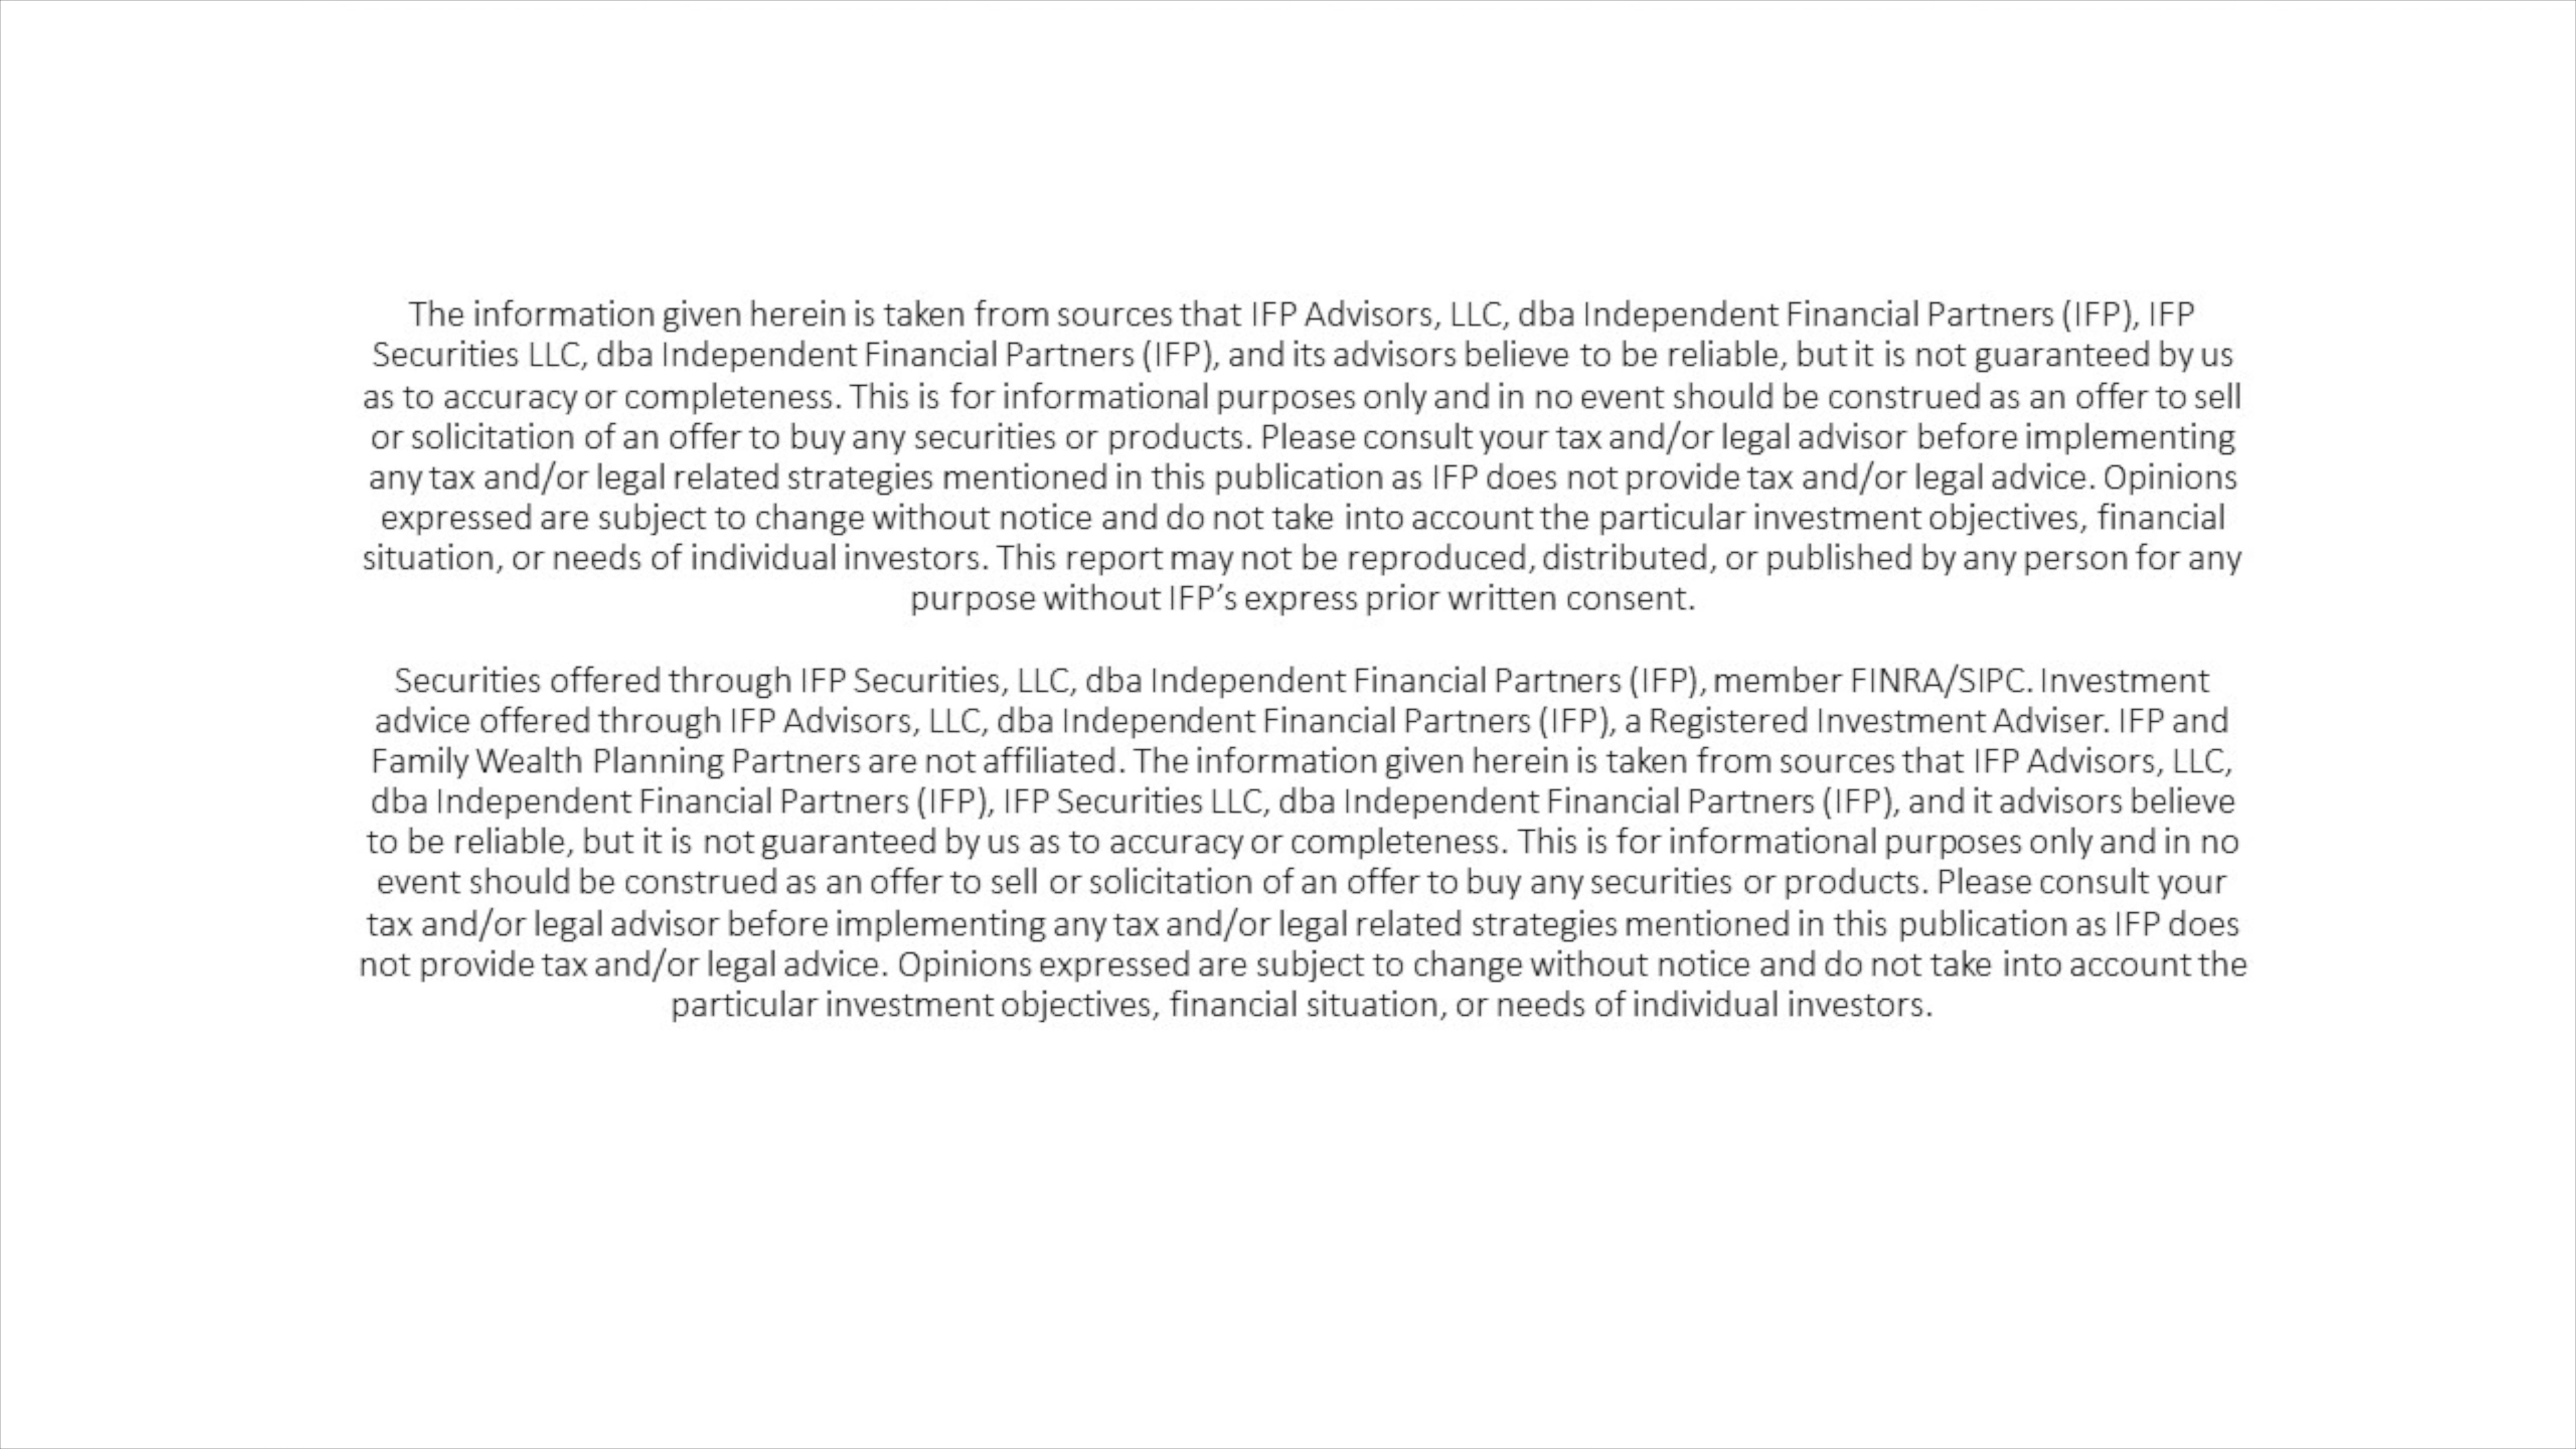 The information given herein is taken from sources that IFP Advisors, LLC, dba Independent Financial Partners (IFP), IFP
Securities LLC, dba Independent Financial Partners (IFP), and its advisors believe to be reliable, but it is not guaranteed by us
as to accuracy or completeness. This is for informational purposes only and in no event should be construed as an offer to sell
or solicitation of an offer to buy any securities or products. Please consult your tax and/or legal advisor before implementing
any tax and/or legal related strategies mentioned in this publication as IFP does not provide tax and/or legal advice. Opinions
expressed are subject to change without notice and do not take into account the particular investment objectives, financial
situation, or needs of individual investors. This report may not be reproduced, distributed, or published by any person for any
purpose without IFP’s express prior written consent.
Securities offered through IFP Securities, LLC, dba Independent Financial Partners (IFP), member FINRA/SIPC. Investment
advice offered through IFP Advisors, LLC, dba Independent Financial Partners (IFP), a Registered Investment Adviser. IFP and
Family Wealth Planning Partners are not affiliated. The information given herein is taken from sources that IFP Advisors, LLC,
dba Independent Financial Partners (IFP), IFP Securities LLC, dba Independent Financial Partners (IFP), and it advisors believe
to be reliable, but it is not guaranteed by us as to accuracy or completeness. This is for informational purposes only and in no
event should be construed as an offer to sell or solicitation of an offer to buy any securities or products. Please consult your
tax and/or legal advisor before implementing any tax and/or legal related strategies mentioned in this publication as IFP does
not provide tax and/or legal advice. Opinions expressed are subject to change without notice and do not take into account the
particular investment objectives, financial situation, or needs of individual investors.